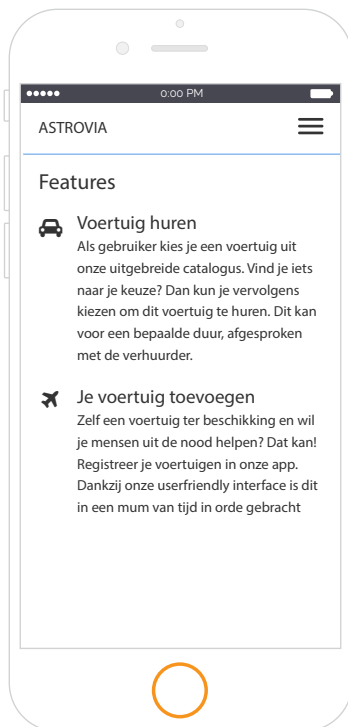 0:00 PM
ASTROVIA
Features
Voertuig huren
Als gebruiker kies je een voertuig uit
onze uitgebreide catalogus. Vind je iets
naar je keuze? Dan kun je vervolgens
kiezen om dit voertuig te huren. Dit kan
voor een bepaalde duur, afgesproken
met de verhuurder.
Je voertuig toevoegen
Zelf een voertuig ter beschikking en wil
je mensen uit de nood helpen? Dat kan!
Registreer je voertuigen in onze app.
Dankzij onze userfriendly interface is dit
in een mum van tijd in orde gebracht